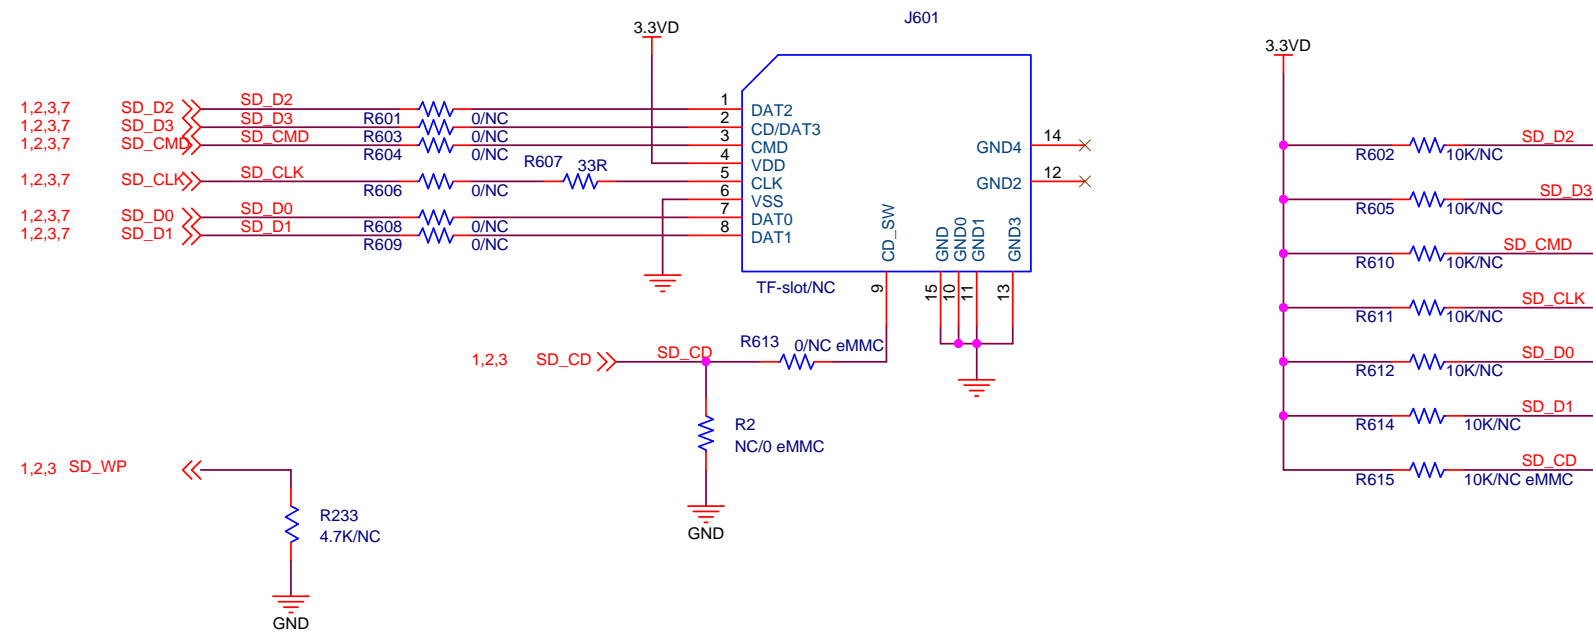 J601
3.3VD
3.3VD
1,2,3,7 SD_D2 SD_D2 1 DAT2
R601 0/NC
1,2,3,7 SD_D3 SD_D3 2 CD/DAT3
R603 0/NC
1,2,3,7 SD_CMD SD_CMD 3 CMD
R604 0/NC
4 VDD
R607 33R
1,2,3,7 SD_CLK SD_CLK 5 CLK
R606 0/NC
6 VSS
1,2,3,7 SD_D0 SD_D0 7 DAT0
R608 0/NC
1,2,3,7 SD_D1 SD_D1 8 DAT1
R609 0/NC
GND4 14
GND2 12
CD_SW
GND
GND0
GND1
GND3
TF-slot/NC
9
15
10
11
13
R613 0/NC eMMC
1,2,3 SD_CD SD_CD
R2
NC/0 eMMC
GND
1,2,3 SD_WP
R233
4.7K/NC
GND
SD_D2
R602 10K/NC
SD_D3
R605 10K/NC
SD_CMD
R610 10K/NC
SD_CLK
R611 10K/NC
SD_D0
R612 10K/NC
SD_D1
R614 10K/NC
SD_CD
R615 10K/NC eMMC